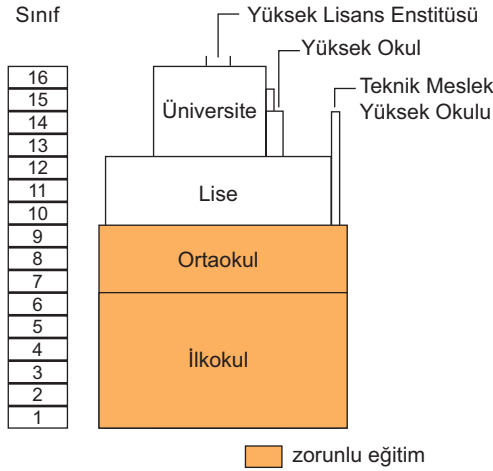 Sınıf
Yüksek Lisans Enstitüsü
Yüksek Okul
Teknik Meslek
Yüksek Okulu
16
15
14
13
12
11
10
9
8
7
6
5
4
3
2
1
Üniversite
Lise
Ortaokul
İlkokul
zorunlu eğitim